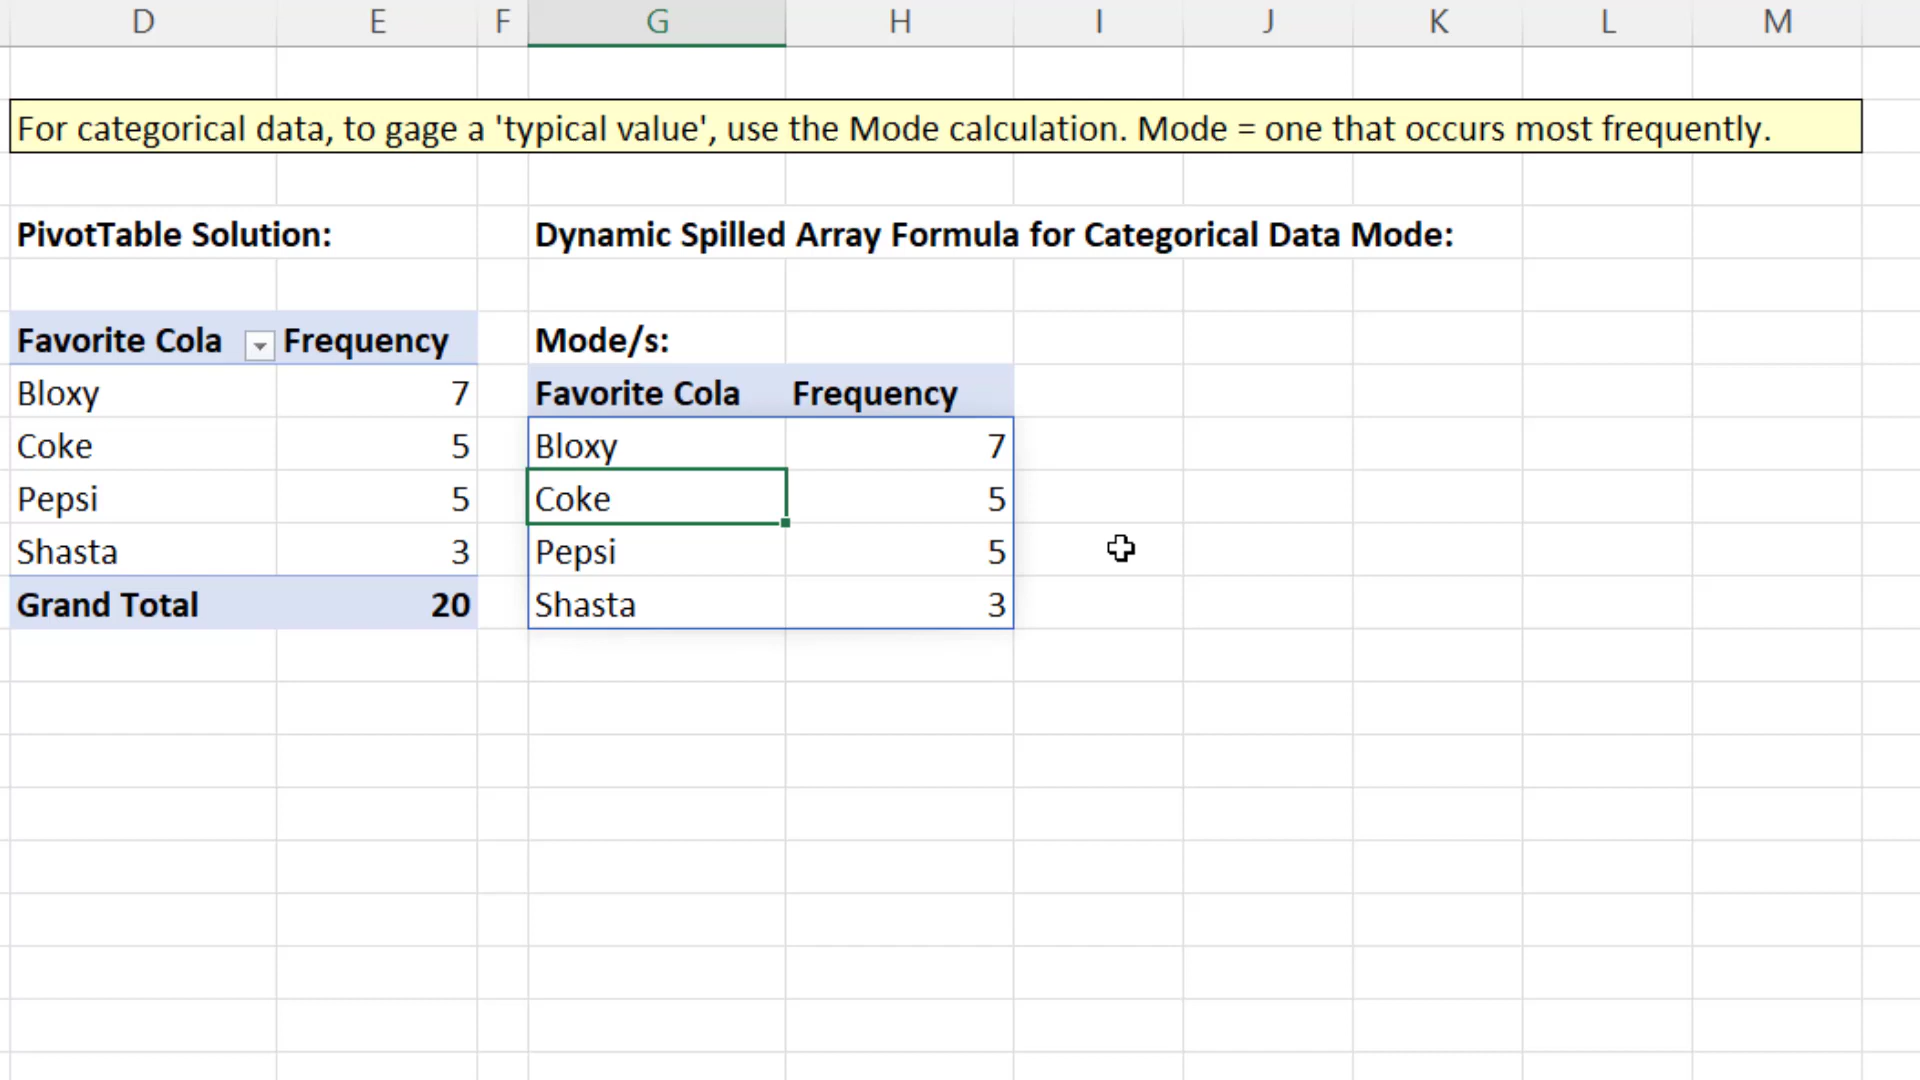 D E F G H I J K L M
For categorical data, to gage a 'typical value', use the Mode calculation. Mode = one that occurs most frequently.
PivotTable Solution: Dynamic Spilled Array Formula for Categorical Data Mode:
Favorite Cola Frequency Mode/s:
Bloxy 7 Favorite Cola Frequency
Coke 5 Bloxy 7
Pepsi 5 Coke 5
Shasta 3 Pepsi 5
Grand Total 20 Shasta 3